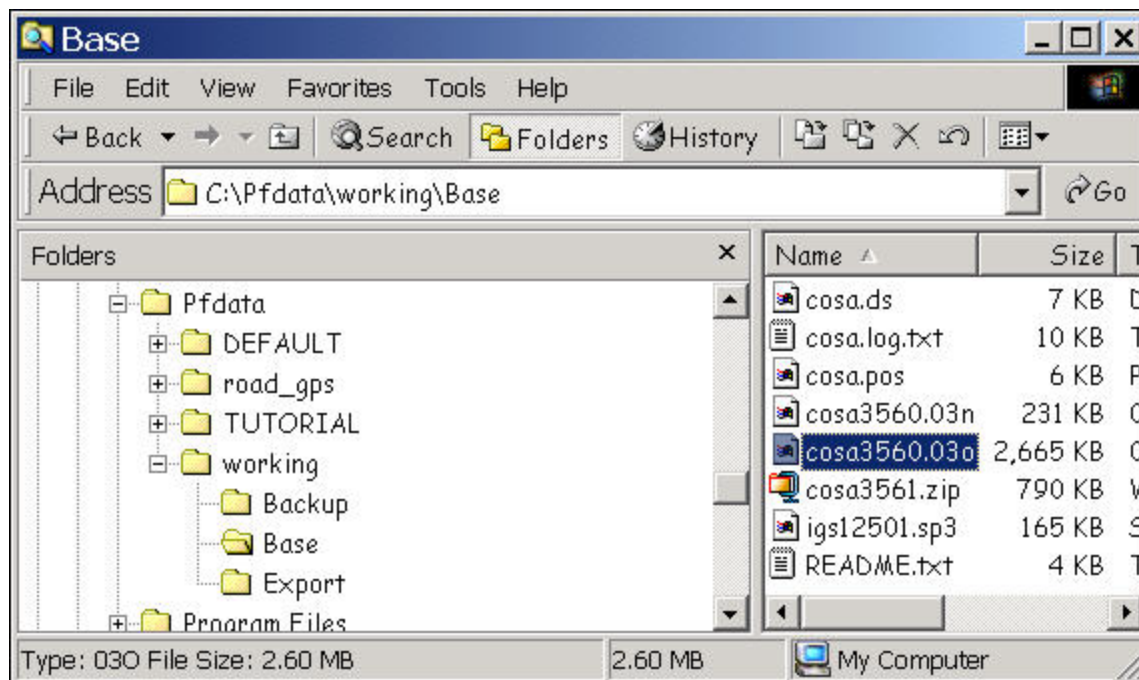 Base
File Edit View Favorites Tools Help
Back Search Folders History
Address C:\Pfdata\working\Base Go
Folders x Name Size
Pfdata
DEFAULT
road_gps
TUTORIAL
working
Backup
Base
Export
Program Files
cosa.ds 7 KB
cosa.log.txt 10 KB
cosa.pos 6 KB
cosa3560.03n 231 KB
cosa3560.03o 2,665 KB
cosa3561.zip 790 KB
igs12501.sp3 165 KB
README.txt 4 KB
Type: 03O File Size: 2.60 MB 2.60 MB My Computer